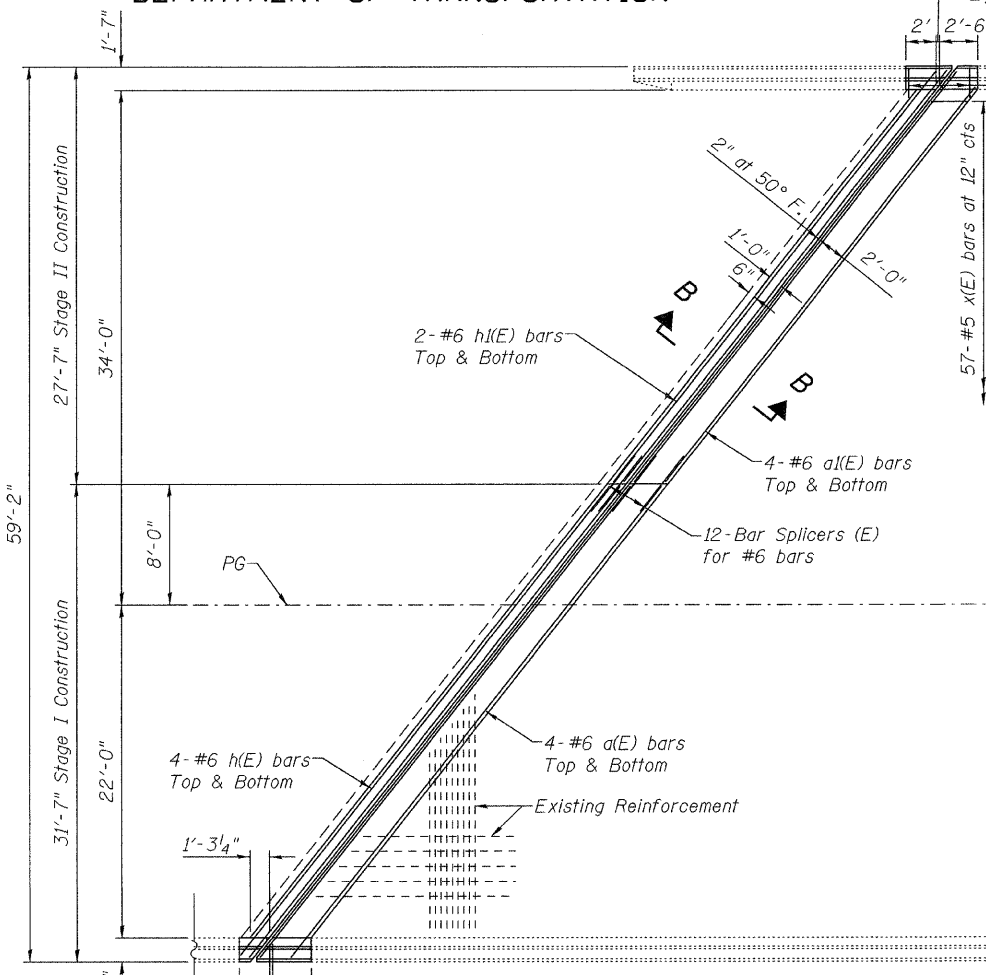 1'-7"
2' 2'-6
2" at 50° F.
57-#5 x(E) bars at 12" cts
27'-7" Stage II Construction
34'-0"
1'-0"
6"
2'-0"
B
2-#6 h1(E) bars
Top & Bottom
B
4-#6 a1(E) bars
Top & Bottom
59'-2"
8'-0"
12-Bar Splicers (E)
for #6 bars
PG
31'-7" Stage I Construction
22'-0"
4-#6 h(E) bars
Top & Bottom
4-#6 a(E) bars
Top & Bottom
Existing Reinforcement
1'-3¼"